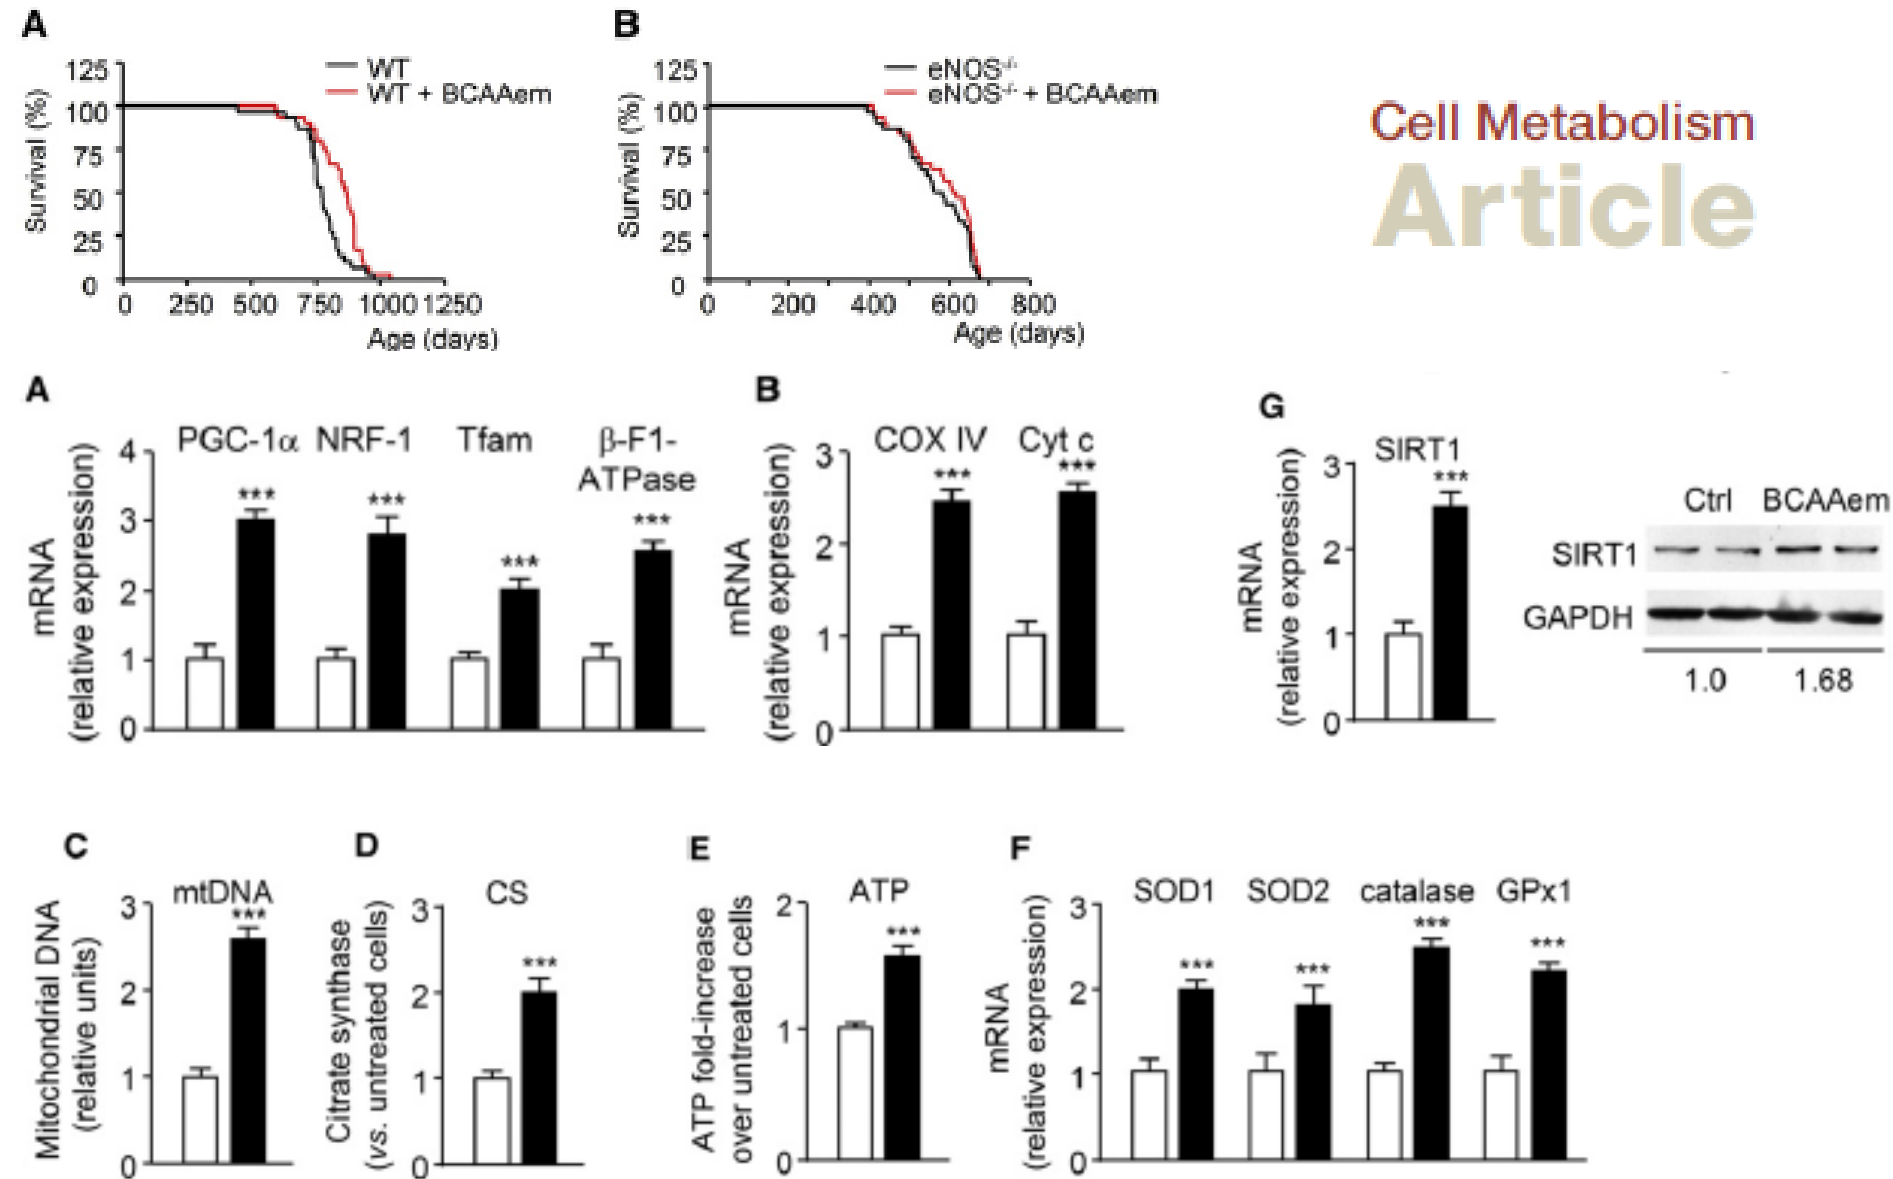 A
125
100
75
50
25
0
Survival (%)
WT
WT + BCAAem
0 250 500 750 1000 1250
Age (days)
B
125
100
75
50
25
0
Survival (%)
eNOS-/-
eNOS-/- + BCAAem
0 200 400 600 800
Age (days)
Cell Metabolism
Article
A
mRNA
(relative expression)
4
3
2
1
0
PGC-1α NRF-1 Tfam β-F1-
ATPase
*** *** *** ***
B
mRNA
(relative expression)
3
2
1
0
COX IV Cyt c
*** ***
G
mRNA
(relative expression)
3
2
1
0
SIRT1
***
Ctrl BCAAem
SIRT1
GAPDH
1.0 1.68
C
Mitochondrial DNA
(relative units)
3
2
1
0
mtDNA
***
D
Citrate synthase
(vs. untreated cells)
3
2
1
0
CS
***
E
ATP fold-increase
over untreated cells
2
1
0
ATP
***
F
mRNA
(relative expression)
3
2
1
0
SOD1 SOD2 catalase GPx1
*** *** *** ***